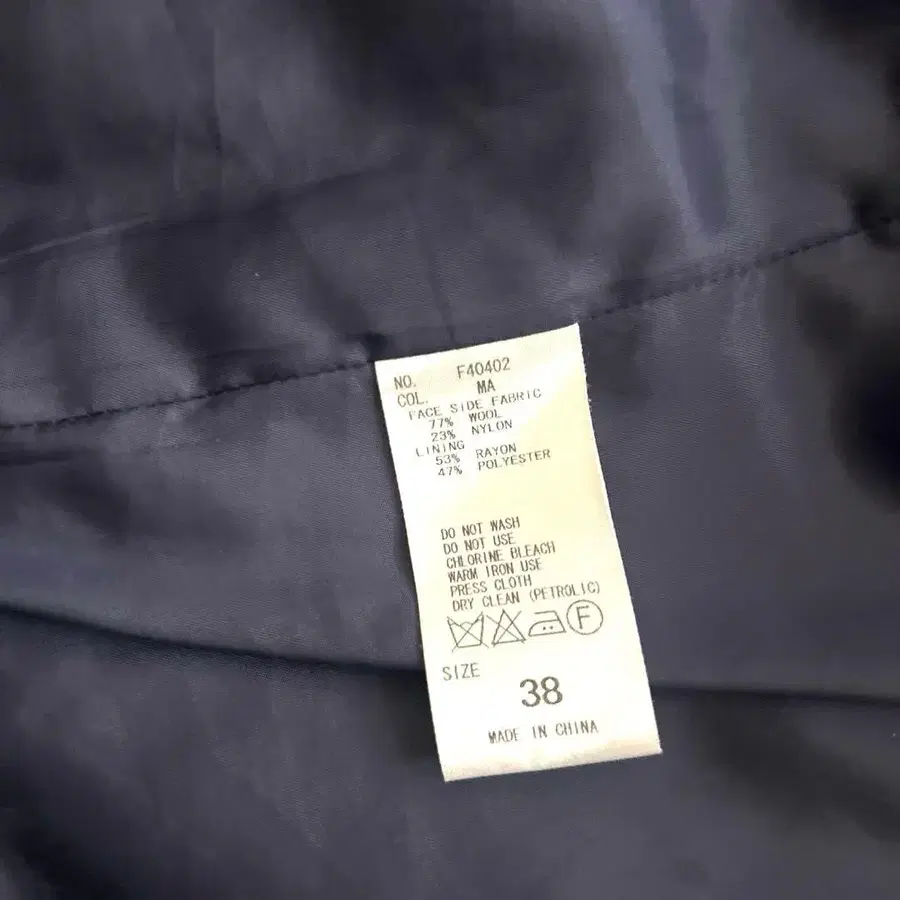 NO. F40402
COL. MA
FACE SIDE FABRIC
77% WOOL
23% NYLON
LINING
53% RAYON
47% POLYESTER
DO NOT WASH
DO NOT USE
CHLORINE BLEACH
WARM IRON USE
PRESS CLOTH
DRY CLEAN (PETROLIC)
F
SIZE
38
MADE IN CHINA